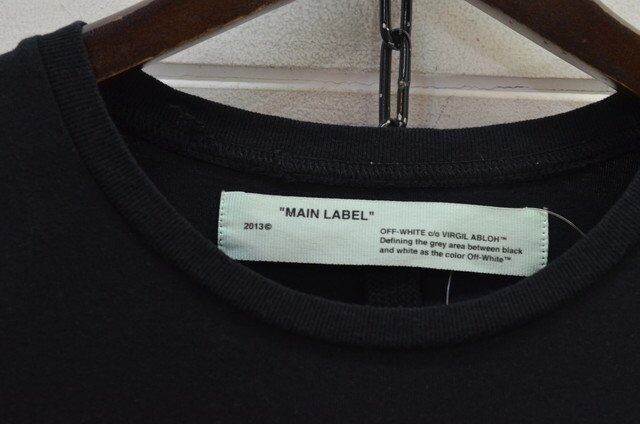 "MAIN LABEL"
2013©
OFF-WHITE c/o VIRGIL ABLOH™
Defining the grey area between black
and white as the color Off-White™